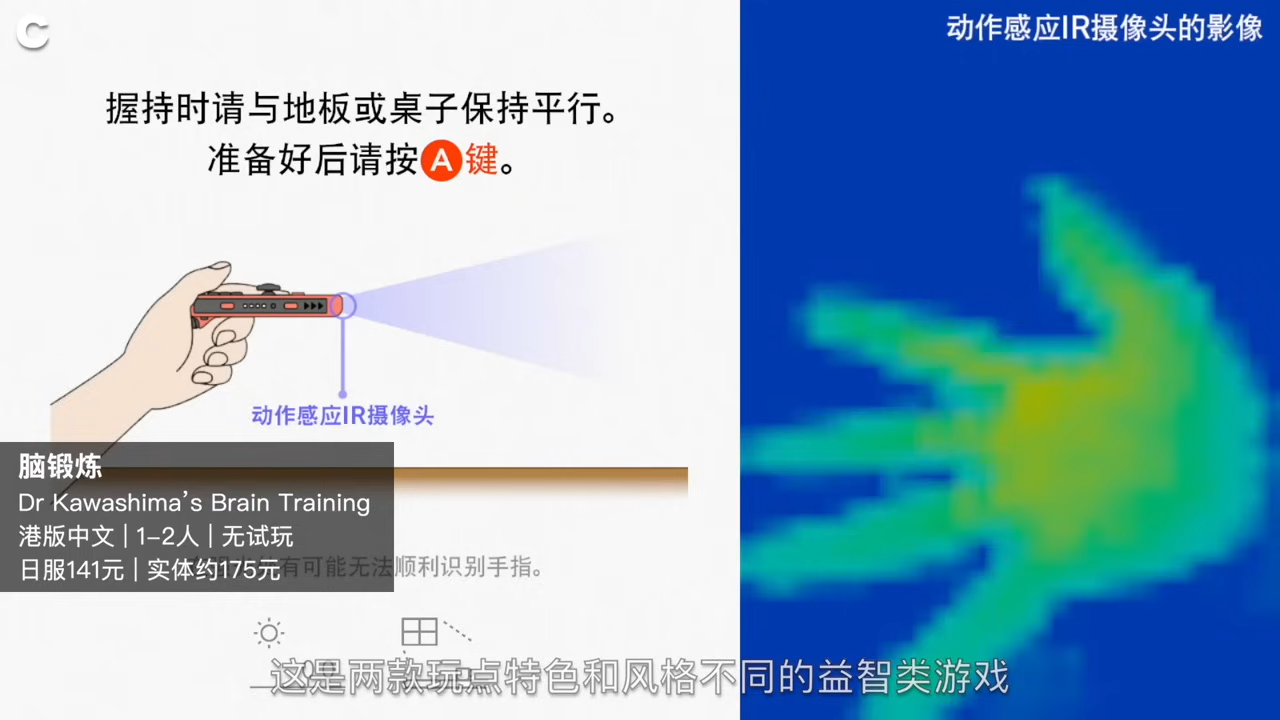 C
动作感应IR摄像头的影像
握持时请与地板或桌子保持平行。
准备好后请按A键。
动作感应IR摄像头
脑锻炼
Dr Kawashima's Brain Training
港版中文 | 1-2人 | 无试玩
日服141元 | 实体约175元
有可能无法顺利识别手指。
这是两款玩点特色和风格不同的益智类游戏